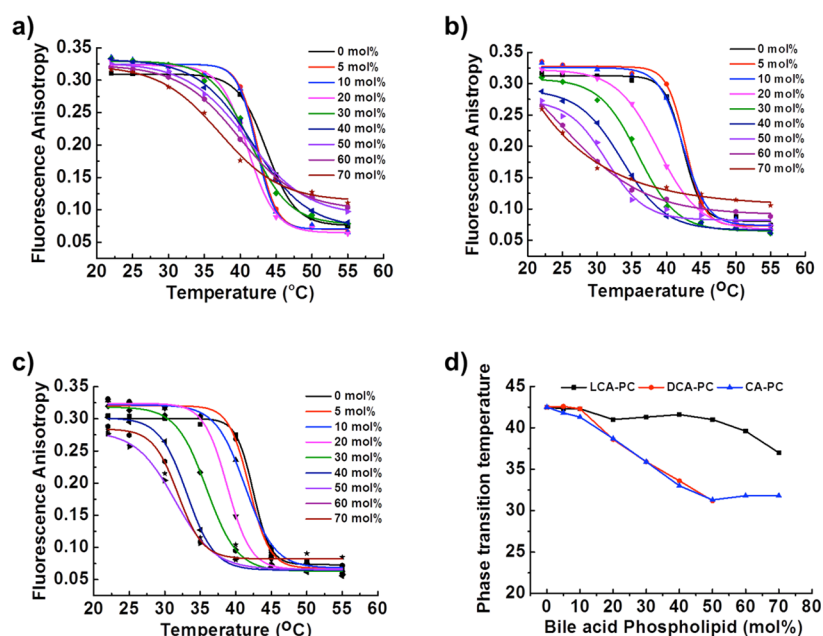 a)
Fluorescence Anisotropy
0.35
0.30
0.25
0.20
0.15
0.10
0.05
20 25 30 35 40 45 50 55 60
Temperature (°C)
0 mol%
5 mol%
10 mol%
20 mol%
30 mol%
40 mol%
50 mol%
60 mol%
70 mol%
b)
Fluorescence Anistropy
0.35
0.30
0.25
0.20
0.15
0.10
0.05
20 25 30 35 40 45 50 55 60
Tempaerature (OC)
0 mol%
5 mol%
10 mol%
20 mol%
30 mol%
40 mol%
50 mol%
60 mol%
70 mol%
c)
Fluorescence Anisotropy
0.35
0.30
0.25
0.20
0.15
0.10
0.05
20 25 30 35 40 45 50 55 60
Temperature (OC)
0 mol%
5 mol%
10 mol%
20 mol%
30 mol%
40 mol%
50 mol%
60 mol%
70 mol%
d)
Phase transition temperature
45
40
35
30
25
20
0 10 20 30 40 50 60 70 80
Bile acid Phospholipid (mol%)
LCA-PC DCA-PC CA-PC